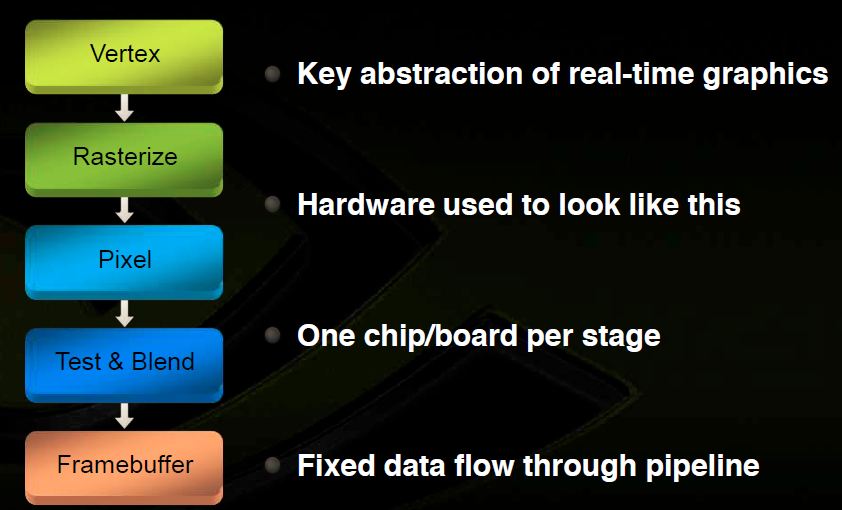 Vertex
Rasterize
Pixel
Test & Blend
Framebuffer
Key abstraction of real-time graphics
Hardware used to look like this
One chip/board per stage
Fixed data flow through pipeline